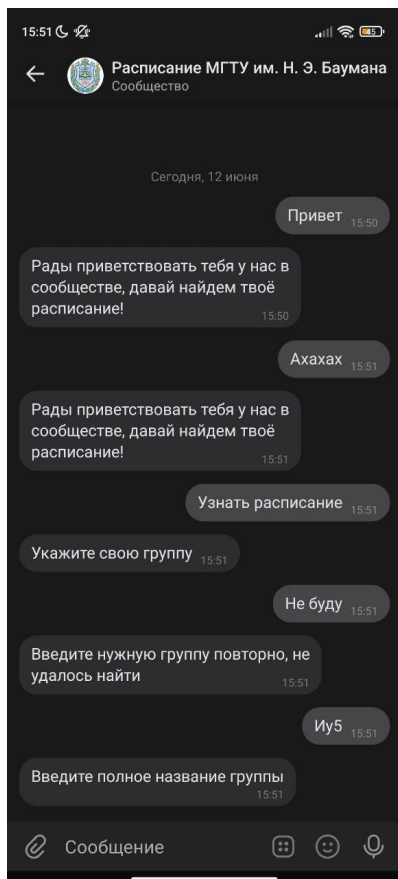 15:51
45
Расписание МГТУ им. Н. Э. Баумана
Сообщество
Сегодня, 12 июня
Привет 15:50
Рады приветствовать тебя у нас в
сообществе, давай найдем твоё
расписание! 15:50
Ахахах 15:51
Рады приветствовать тебя у нас в
сообществе, давай найдем твоё
расписание! 15:51
Узнать расписание 15:51
Укажите свою группу 15:51
Не буду 15:51
Введите нужную группу повторно, не
удалось найти 15:51
Иу5 15:51
Введите полное название группы
15:51
Сообщение